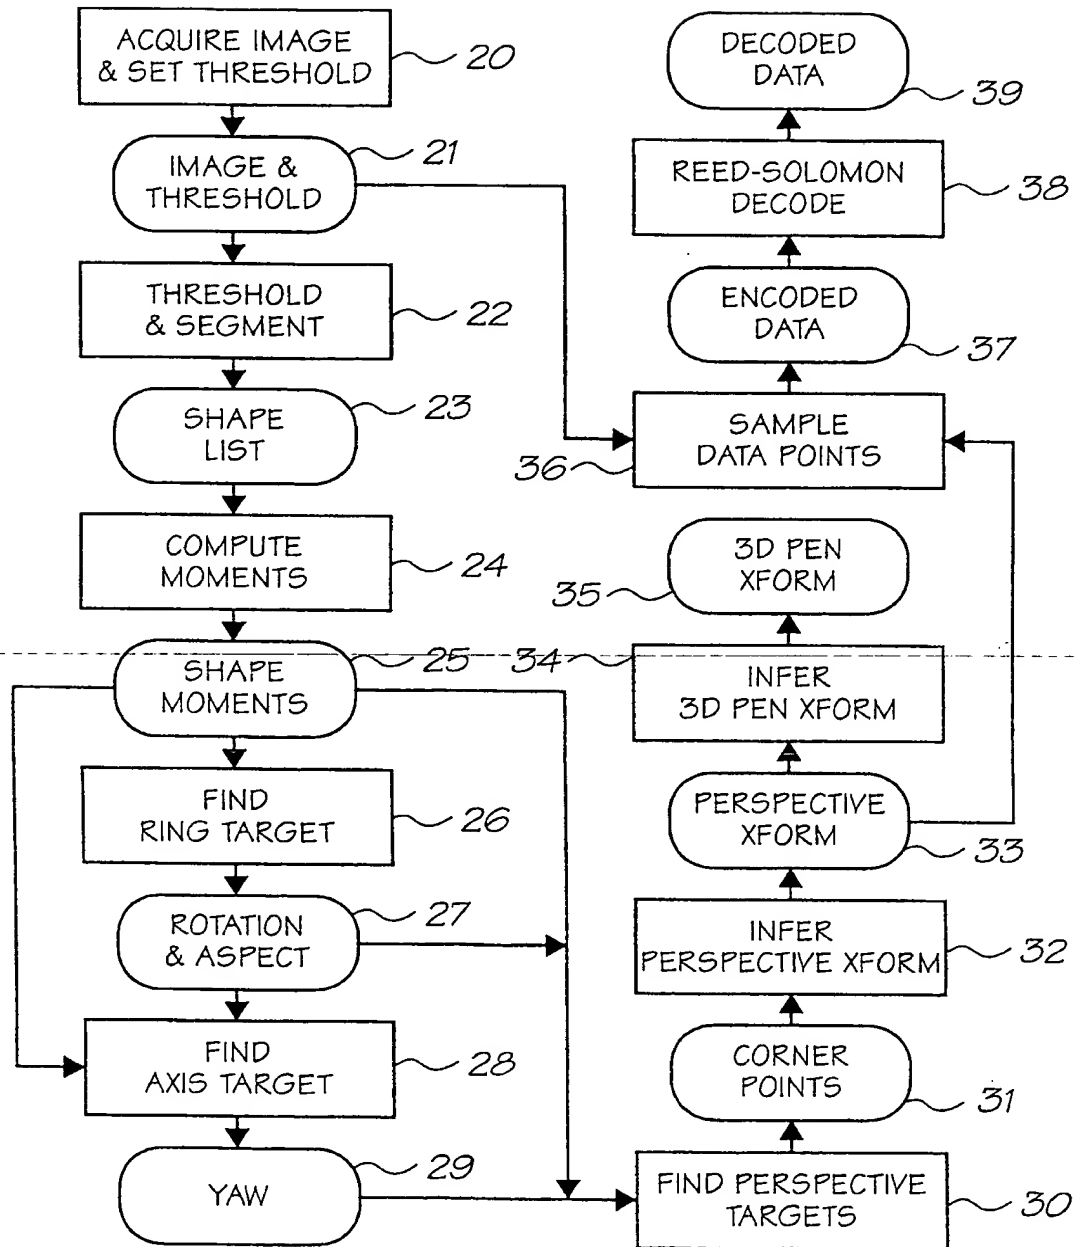 ACQUIRE IMAGE
& SET THRESHOLD
20
IMAGE &
THRESHOLD
21
THRESHOLD
& SEGMENT
22
SHAPE
LIST
23
COMPUTE
MOMENTS
24
SHAPE
MOMENTS
25
FIND
RING TARGET
26
ROTATION
& ASPECT
27
FIND
AXIS TARGET
28
YAW
29
DECODED
DATA
39
REED-SOLOMON
DECODE
38
ENCODED
DATA
37
SAMPLE
DATA POINTS
36
3D PEN
XFORM
35
INFER
3D PEN XFORM
34
PERSPECTIVE
XFORM
33
INFER
PERSPECTIVE XFORM
32
CORNER
POINTS
31
FIND PERSPECTIVE
TARGETS
30